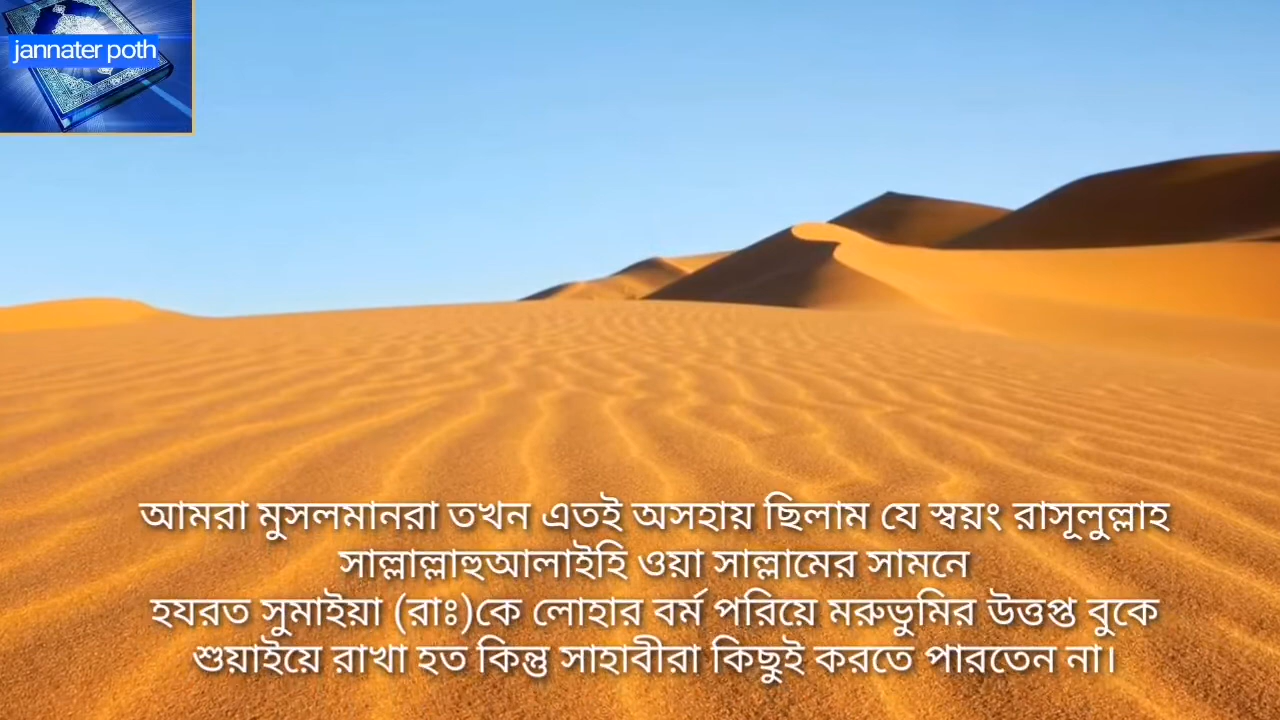 jannater poth
আমরা মুসলমানরা তখন এতই অসহায় ছিলাম যে স্বয়ং রাসূলুল্লাহ
সাল্লাল্লাহুআলাইহি ওয়া সাল্লামের সামনে
হযরত সুমাইয়া (রাঃ)কে লোহার বর্ম পরিয়ে মরুভুমির উত্তপ্ত বুকে
শুয়াইয়ে রাখা হত কিন্তু সাহাবীরা কিছুই করতে পারতেন না।